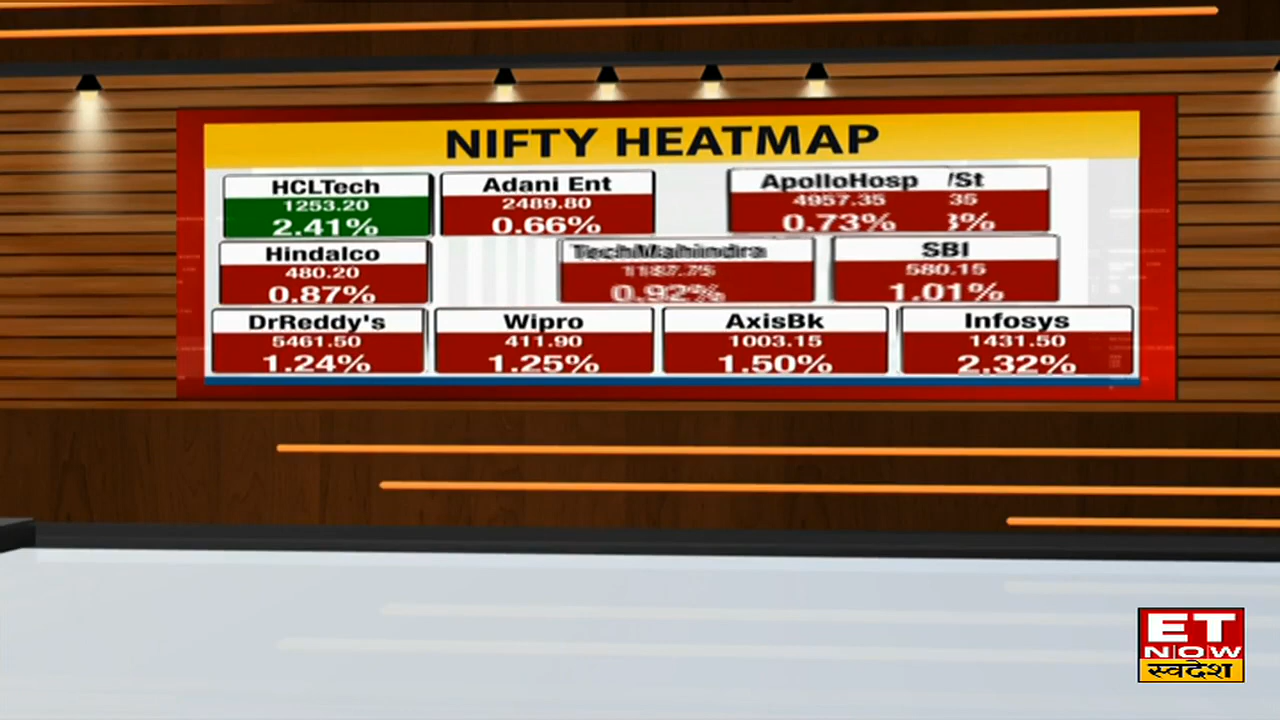 NIFTY HEATMAP
HCLTech
1253.20
2.41%
Adani Ent
2489.80
0.66%
ApolloHosp
4957.35
0.73%
/St
35
%
Hindalco
480.20
0.87%
TechMahindra
1187.75
0.92%
SBI
580.15
1.01%
DrReddy's
5461.50
1.24%
Wipro
411.90
1.25%
AxisBk
1003.15
1.50%
Infosys
1431.50
2.32%
ET
NOW
स्वदेश